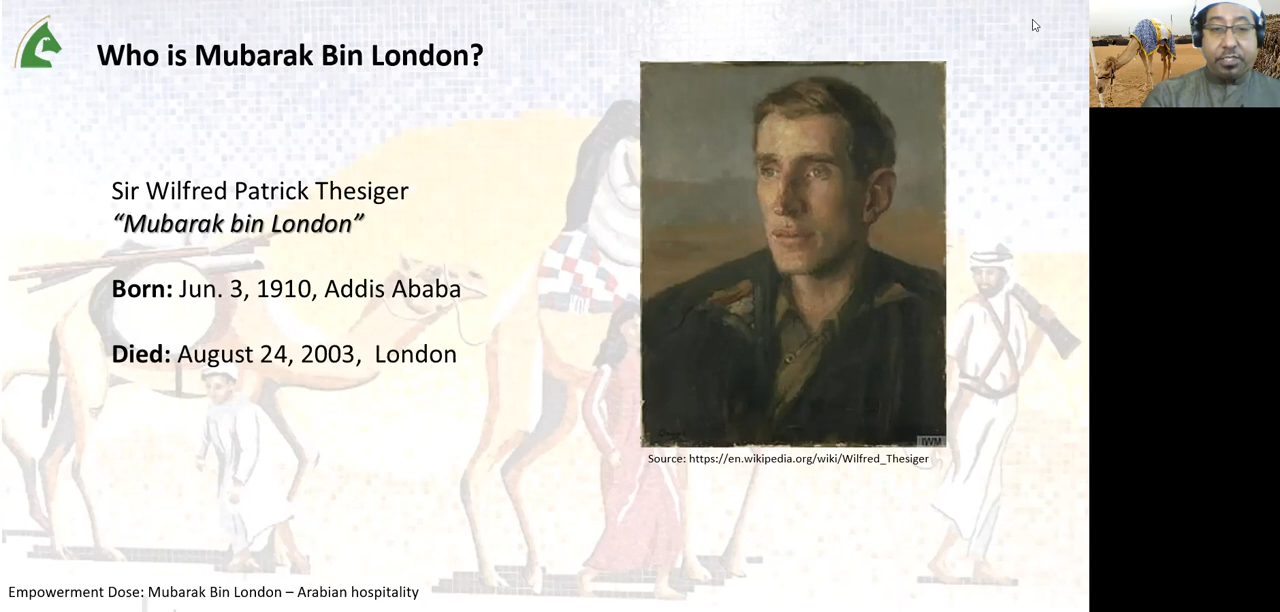 Who is Mubarak Bin London?
Sir Wilfred Patrick Thesiger
“Mubarak bin London”
Born: Jun. 3, 1910, Addis Ababa
Died: August 24, 2003, London
IWM
Source: https://en.wikipedia.org/wiki/Wilfred_Thesiger
Empowerment Dose: Mubarak Bin London – Arabian hospitality